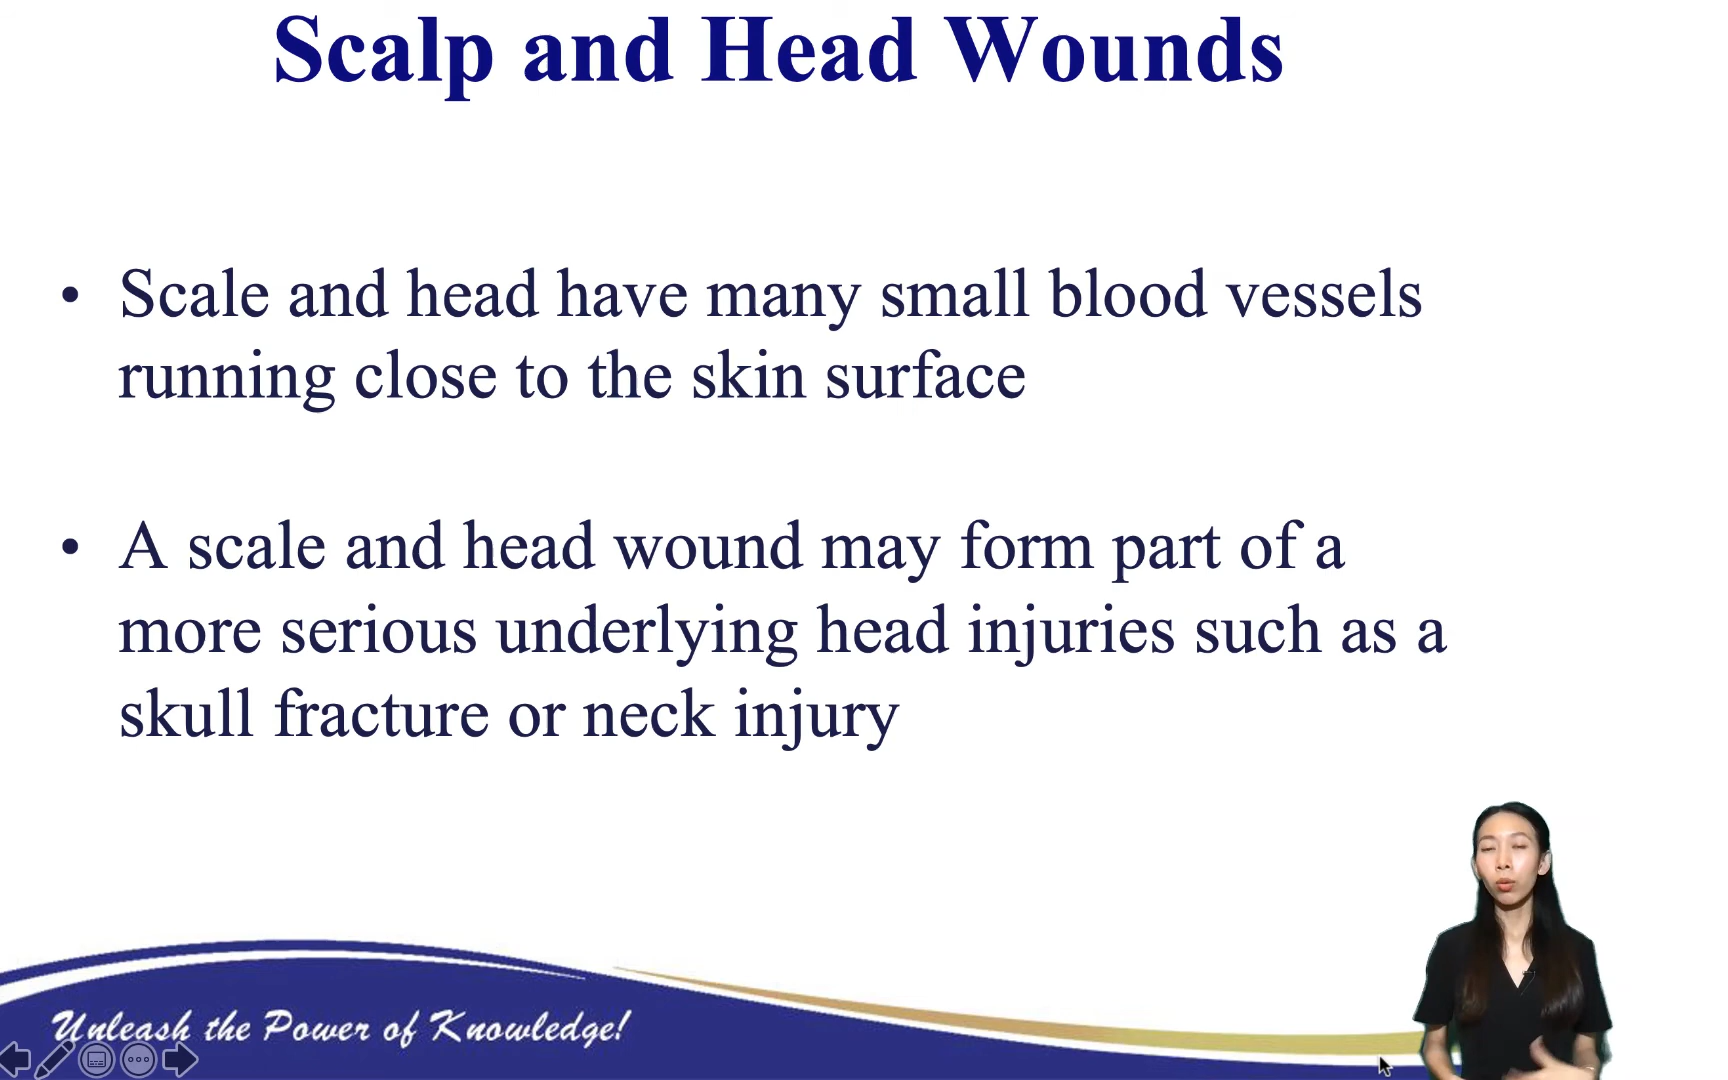 Scalp and Head Wounds
• Scale and head have many small blood vessels
running close to the skin surface
• A scale and head wound may form part of a
more serious underlying head injuries such as a
skull fracture or neck injury
Unleash the Power of Knowledge!